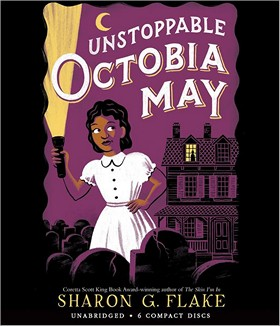 UNSTOPPABLE
OCTOBIA
MAY
Coretta Scott King Book Award-winning author of The Skin I'm In
SHARON G. FLAKE
UNABRIDGED • 6 COMPACT DISCS